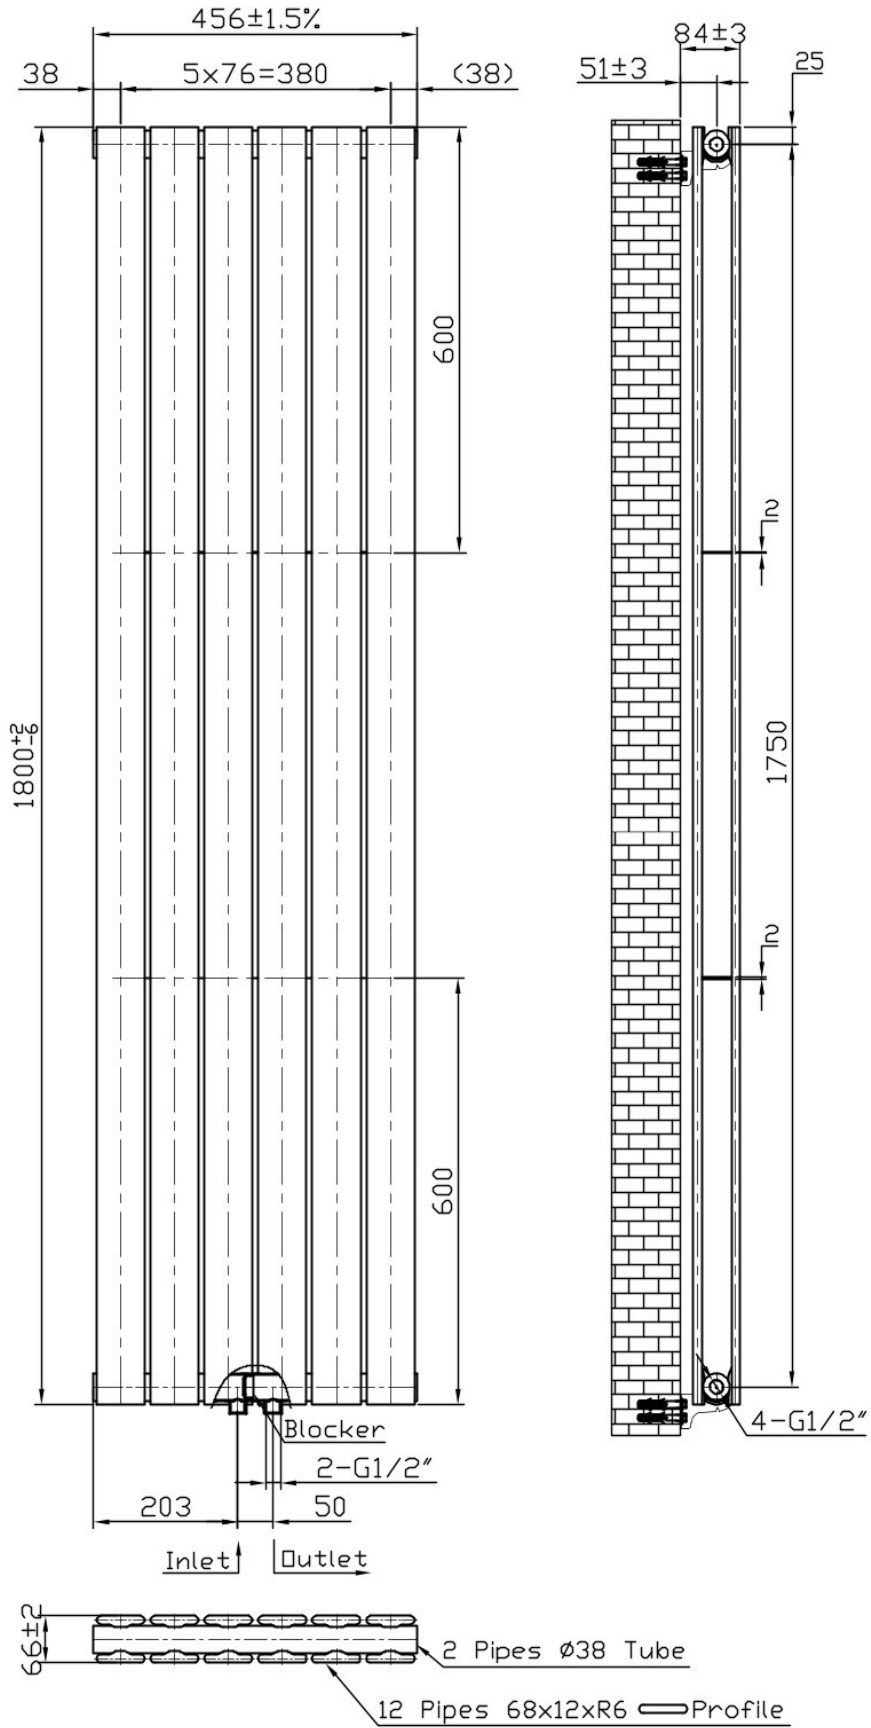 456±1.5%
84±3
38
5x76=380
(38)
51±3
25
600
2
1800+2-6
1750
2
600
Blocker
4-G1/2"
2-G1/2"
203
50
Inlet
Outlet
66±2
2 Pipes Ø38 Tube
12 Pipes 68x12xR6 Profile